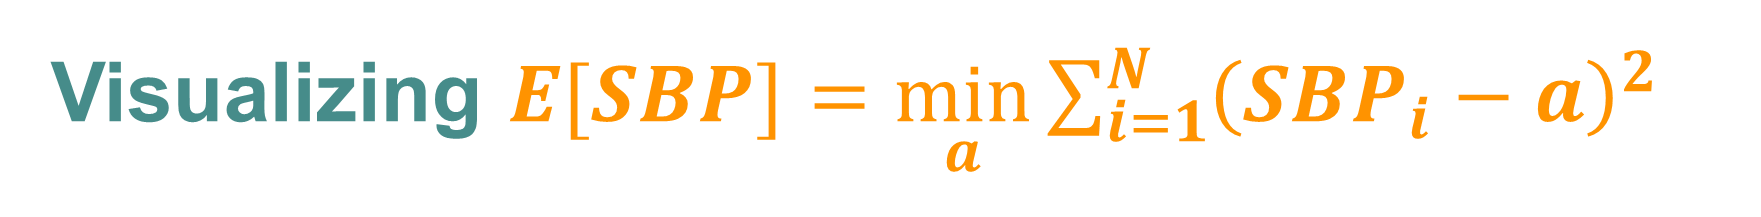 Visualizing E[SBP] = min_a ∑_{i=1}^{N}(SBP_i − a)^2